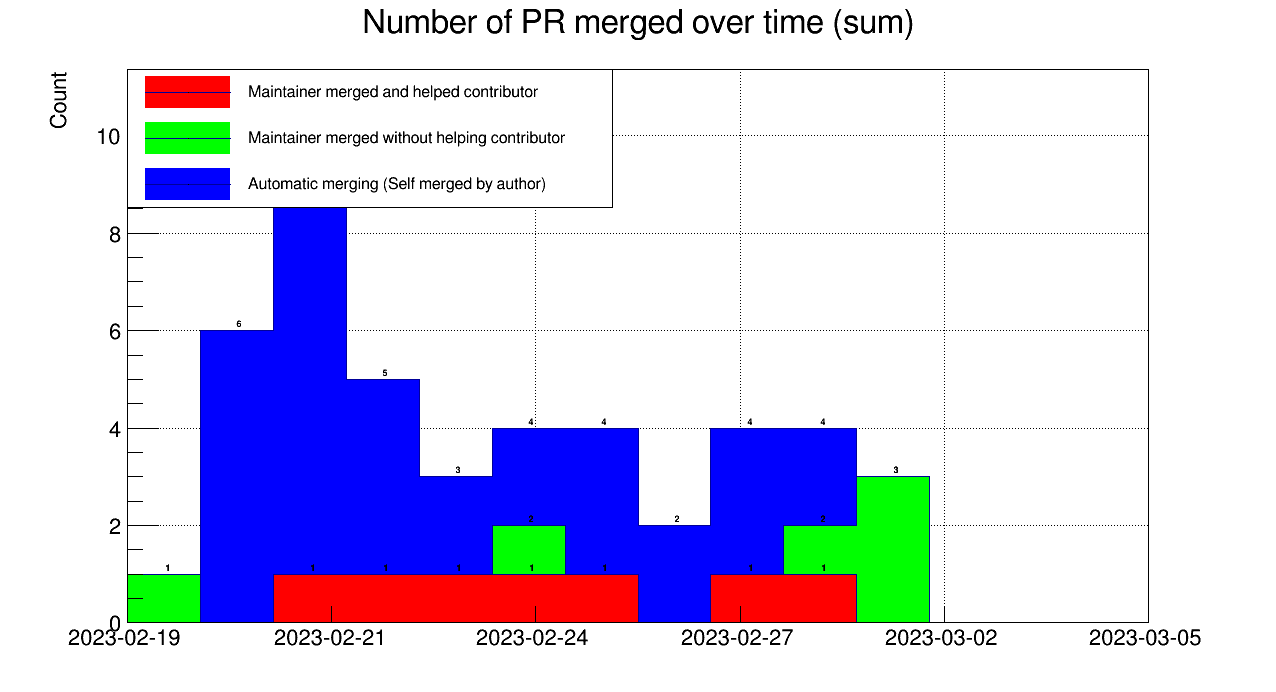 Number of PR merged over time (sum)
Count
Maintainer merged and helped contributor
Maintainer merged without helping contributor
Automatic merging (Self merged by author)
10
8
6
4
2
0
6
5
4 4 4 4
3 3
2 2 2
1 1 1 1 1 1 1 1
2023-02-19 2023-02-21 2023-02-24 2023-02-27 2023-03-02 2023-03-05